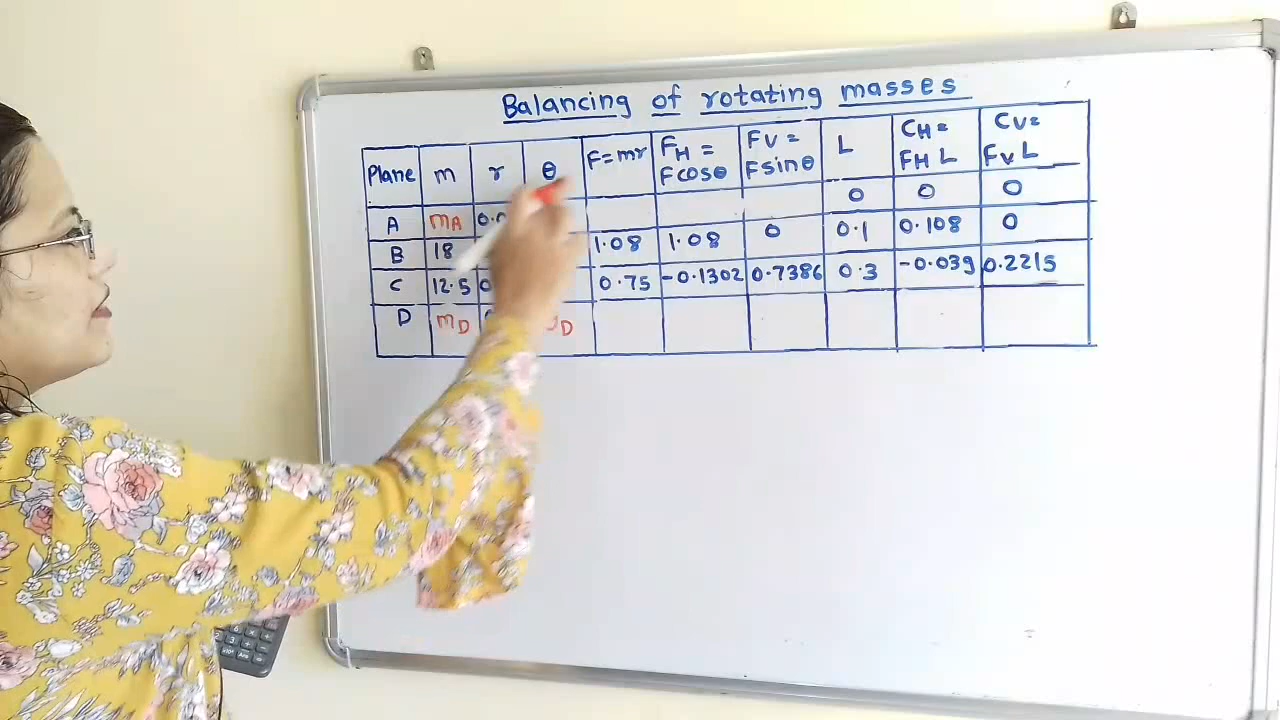 Balancing of rotating masses
Plane m r θ F=mr FH = Fcosθ FV = Fsinθ L CH = FH L CV = FV L
A mA 0.0 0 0 0
B 18 1.08 1.08 0 0.1 0.108 0
C 12.5 0 0.75 -0.1302 0.7386 0.3 -0.039 0.2215
D mD D